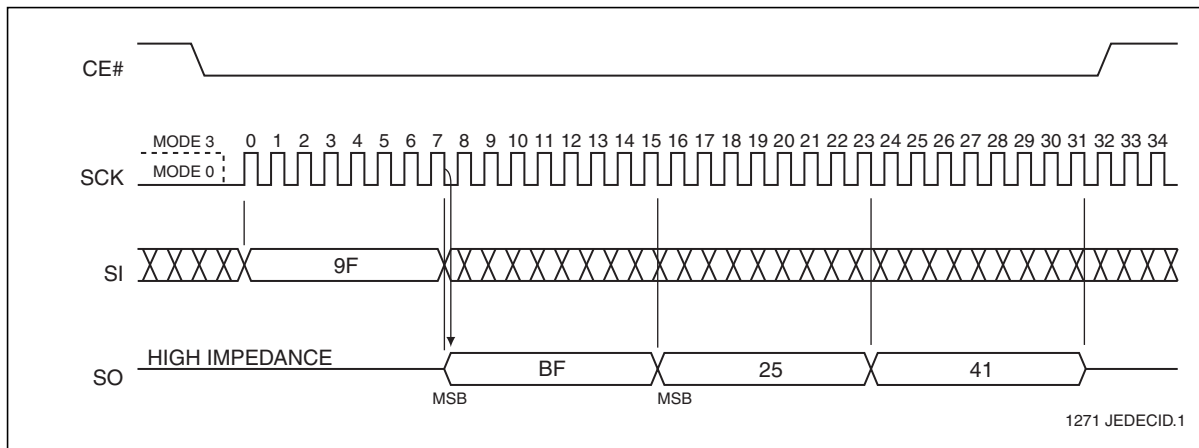 CE#
MODE 3
0 1 2 3 4 5 6 7 8 9 10 11 12 13 14 15 16 17 18 19 20 21 22 23 24 25 26 27 28 29 30 31 32 33 34
SCK
MODE 0
SI
9F
HIGH IMPEDANCE
SO
BF
25
41
MSB
MSB
1271 JEDECID.1